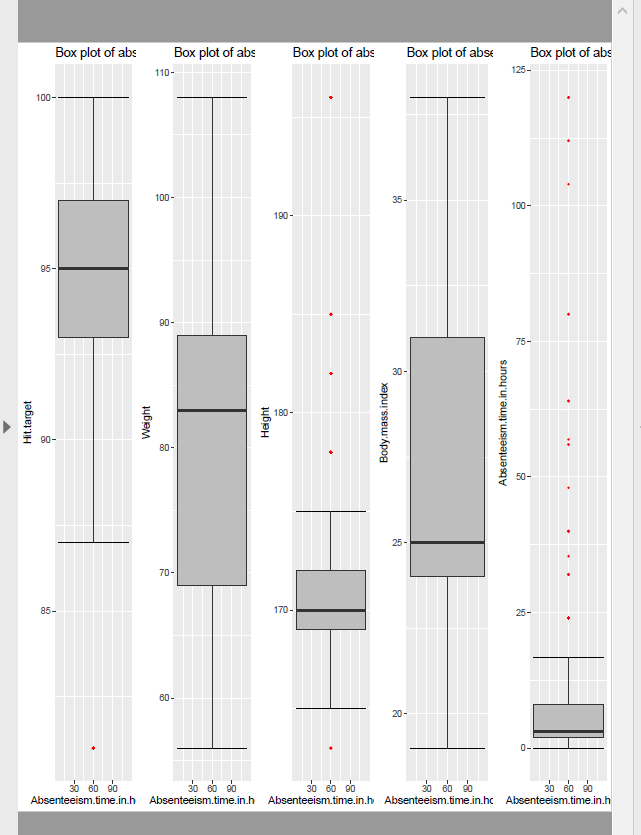 Box plot of abs
Box plot of abs
Box plot of abs
Box plot of abse
Box plot of abs
100
95
90
85
Hit.target
30 60 90
Absenteeism.time.in.h
110
100
90
80
70
60
Weight
30 60 90
Absenteeism.time.in.h
190
180
170
Height
30 60 90
Absenteeism.time.in.h
35
30
25
20
Body.mass.index
30 60 90
Absenteeism.time.in.hc
125
100
75
50
25
0
Absenteeism.time.in.hours
30 60 90
Absenteeism.time.in.h